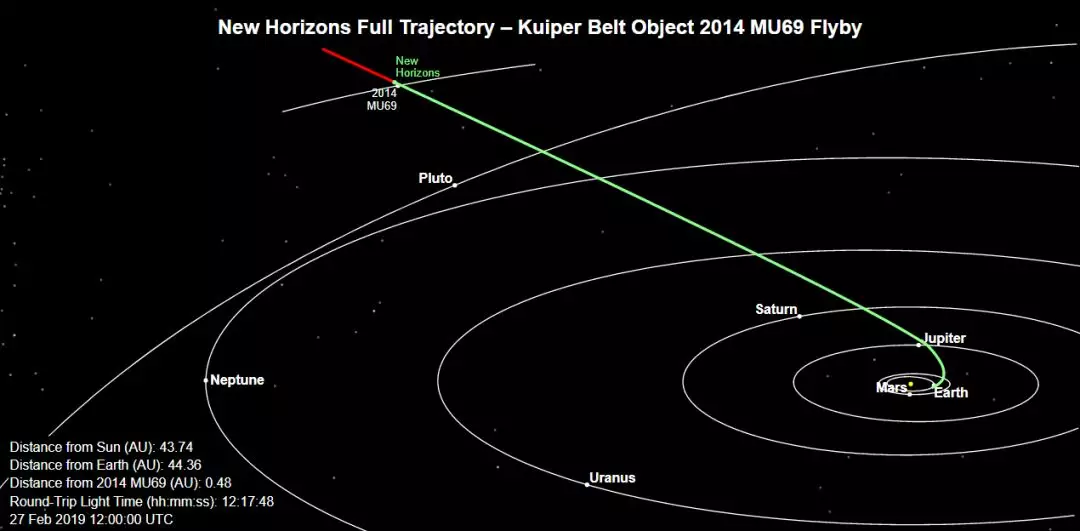 New Horizons Full Trajectory – Kuiper Belt Object 2014 MU69 Flyby
New
Horizons
2014
MU69
Pluto
Saturn
Jupiter
Neptune
Mars
Earth
Uranus
Distance from Sun (AU): 43.74
Distance from Earth (AU): 44.36
Distance from 2014 MU69 (AU): 0.48
Round-Trip Light Time (hh:mm:ss): 12:17:48
27 Feb 2019 12:00:00 UTC